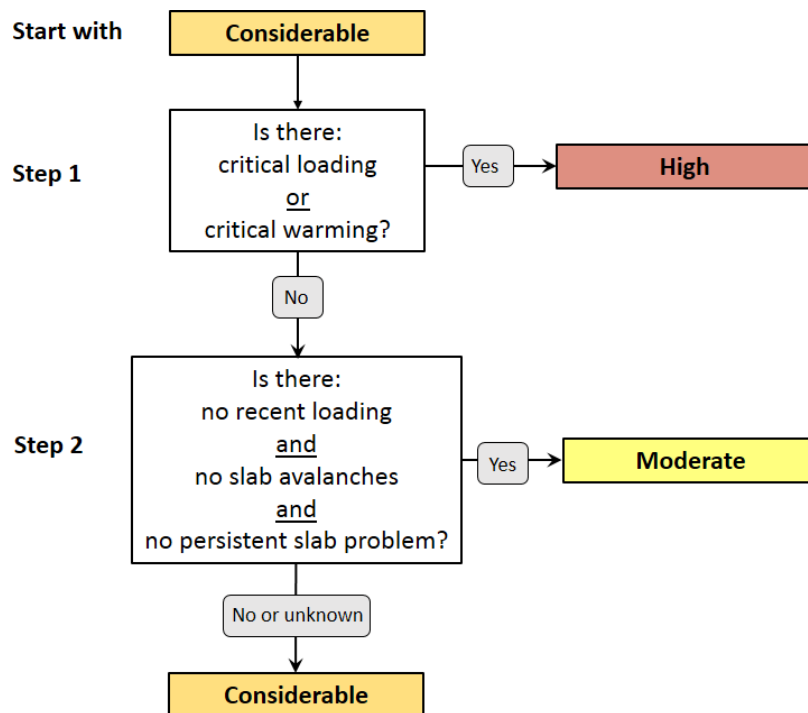 Start with
Considerable
Step 1
Is there:
critical loading
or
critical warming?
Yes
High
No
Step 2
Is there:
no recent loading
and
no slab avalanches
and
no persistent slab problem?
Yes
Moderate
No or unknown
Considerable